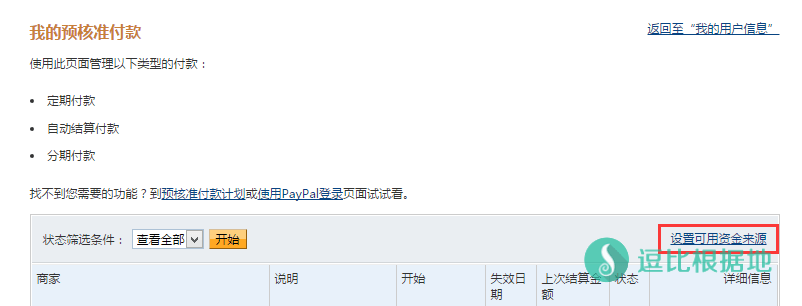 我的预核准付款
返回至“我的用户信息”
使用此页面管理以下类型的付款：
• 定期付款
• 自动结算付款
• 分期付款
找不到您需要的功能？到预核准付款计划或使用PayPal登录页面试试看。
状态筛选条件： 查看全部 开始 设置可用资金来源
逗比根据地
商家 说明 开始 失效日期 上次结算金额 状态 详细信息